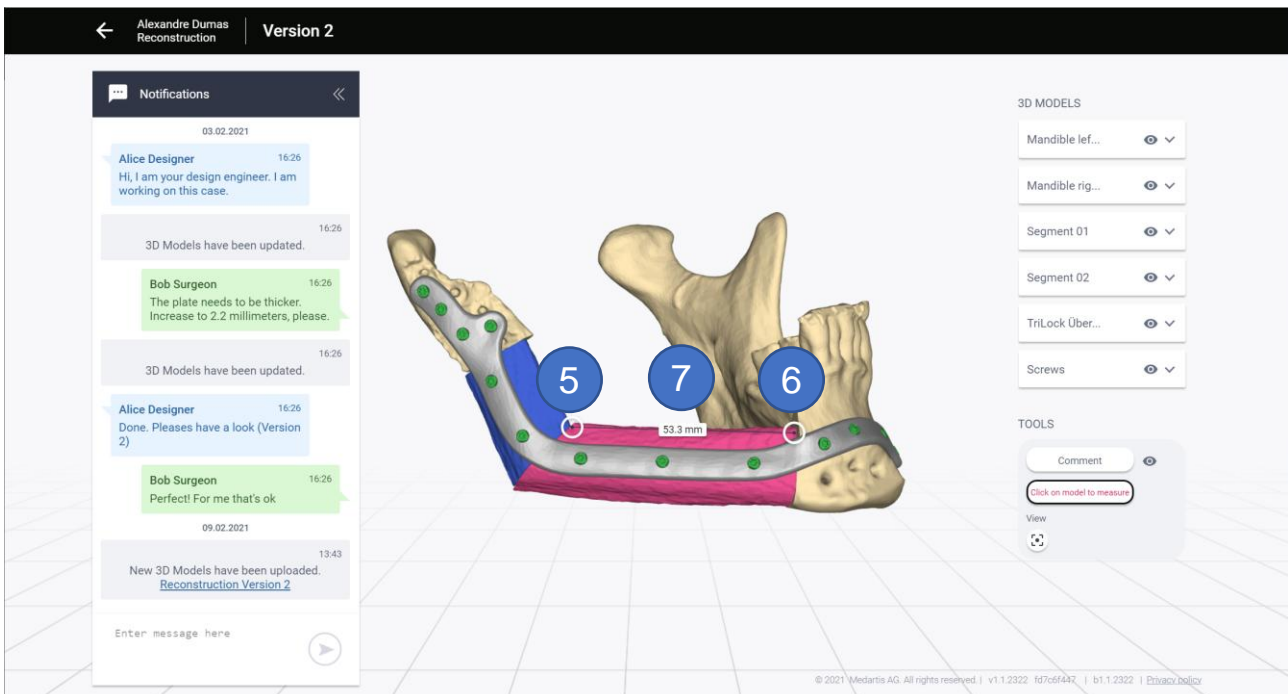 Alexandre Dumas
Reconstruction
Version 2
Notifications
03.02.2021
Alice Designer 16:26
Hi, I am your design engineer. I am
working on this case.
16:26
3D Models have been updated.
Bob Surgeon 16:26
The plate needs to be thicker.
Increase to 2.2 millimeters, please.
16:26
3D Models have been updated.
Alice Designer 16:26
Done. Pleases have a look (Version
2)
Bob Surgeon 16:26
Perfect! For me that's ok
09.02.2021
13:43
New 3D Models have been uploaded.
Reconstruction Version 2
Enter message here
5
7
6
53.3 mm
3D MODELS
Mandible lef...
Mandible rig...
Segment 01
Segment 02
TriLock Über...
Screws
TOOLS
Comment
Click on model to measure
View
© 2021 Medartis AG. All rights reserved. | v1.1.2322 fd7c6f447 | b1.1.2322 | Privacy policy